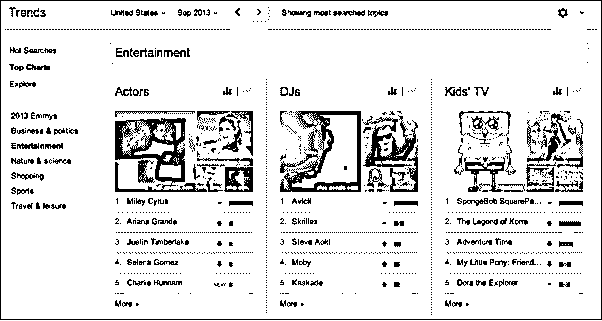 Trends
United States
Sep 2013
Showing most searched topics
Hot Searches
Top Charts
Explore
2013 Emmys
Business & politics
Entertainment
Nature & science
Shopping
Sports
Travel & leisure
Entertainment
Actors
1. Miley Cyrus
2. Ariana Grande
3. Justin Timberlake
4. Selena Gomez
5. Charlie Hunnam NEW
More
DJs
1. Avicii
2. Skrillex
3. Steve Aoki
4. Moby
5. Kaskade
More
Kids' TV
1. SpongeBob SquarePa...
2. The Legend of Korra
3. Adventure Time
4. My Little Pony: Friend...
5. Dora the Explorer
More